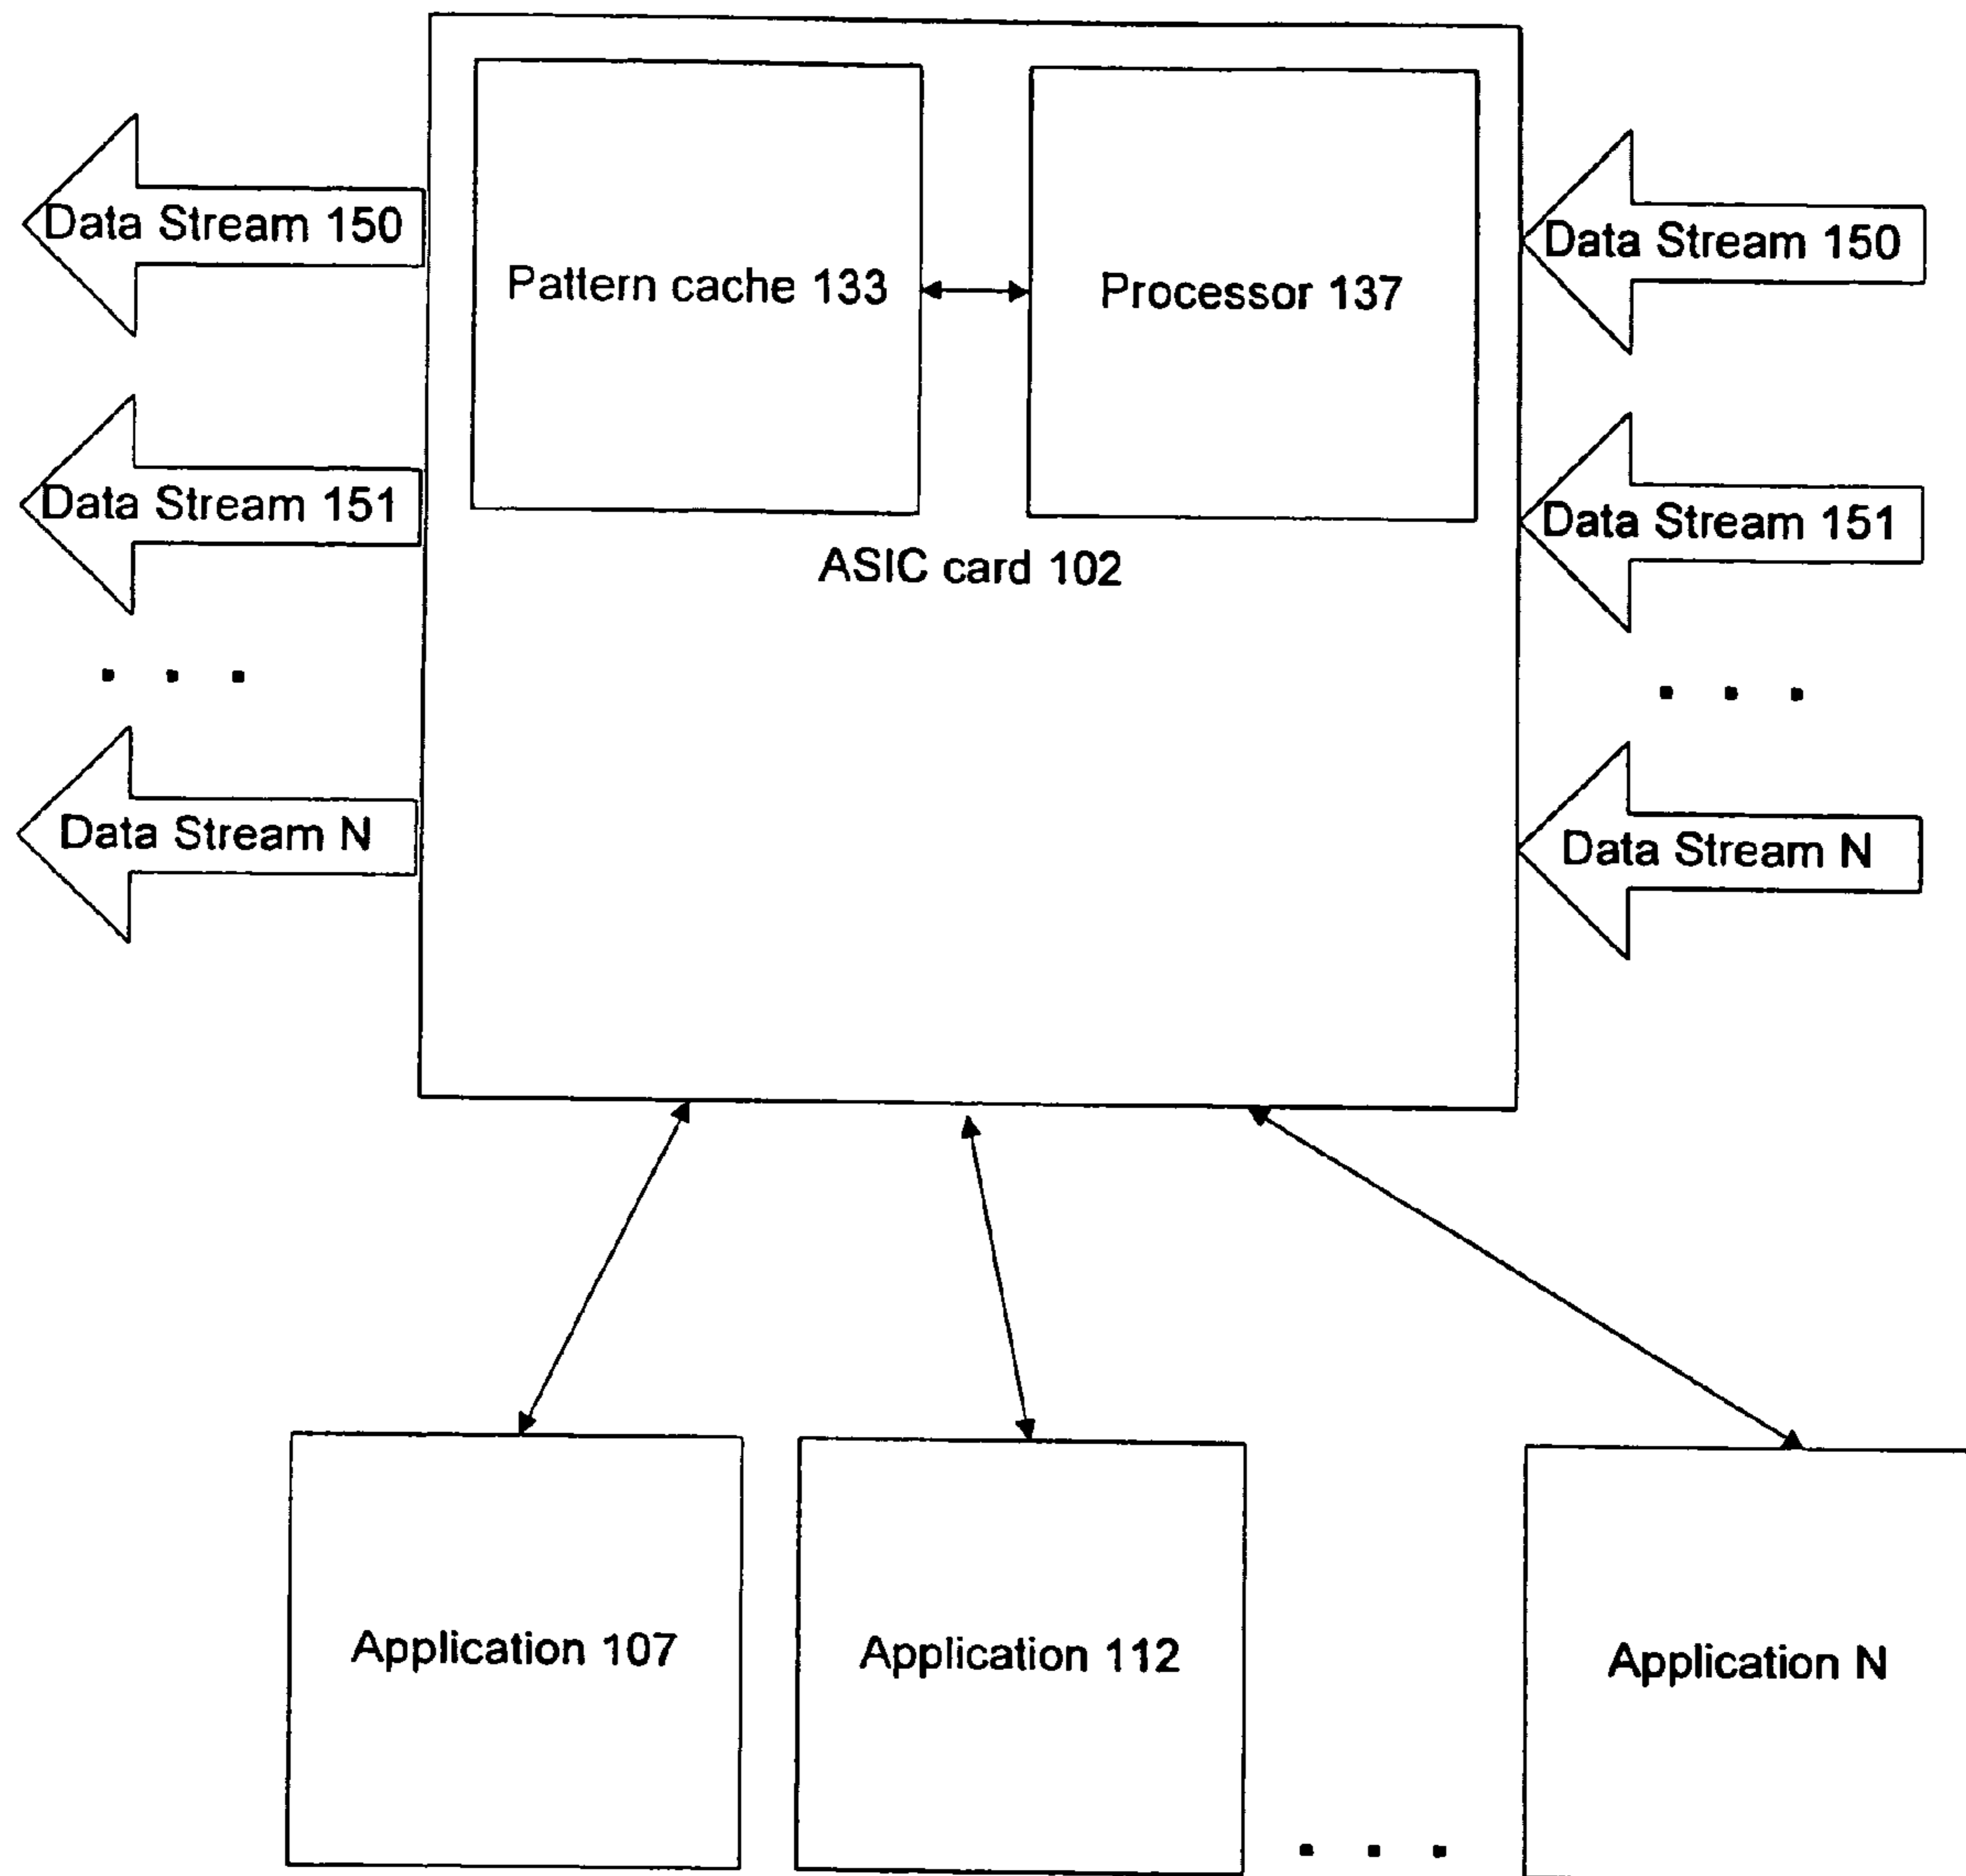 Data Stream 150
Pattern cache 133
Processor 137
Data Stream 150
Data Stream 151
ASIC card 102
Data Stream 151
. . .
. . .
Data Stream N
Data Stream N
Application 107
Application 112
. . .
Application N